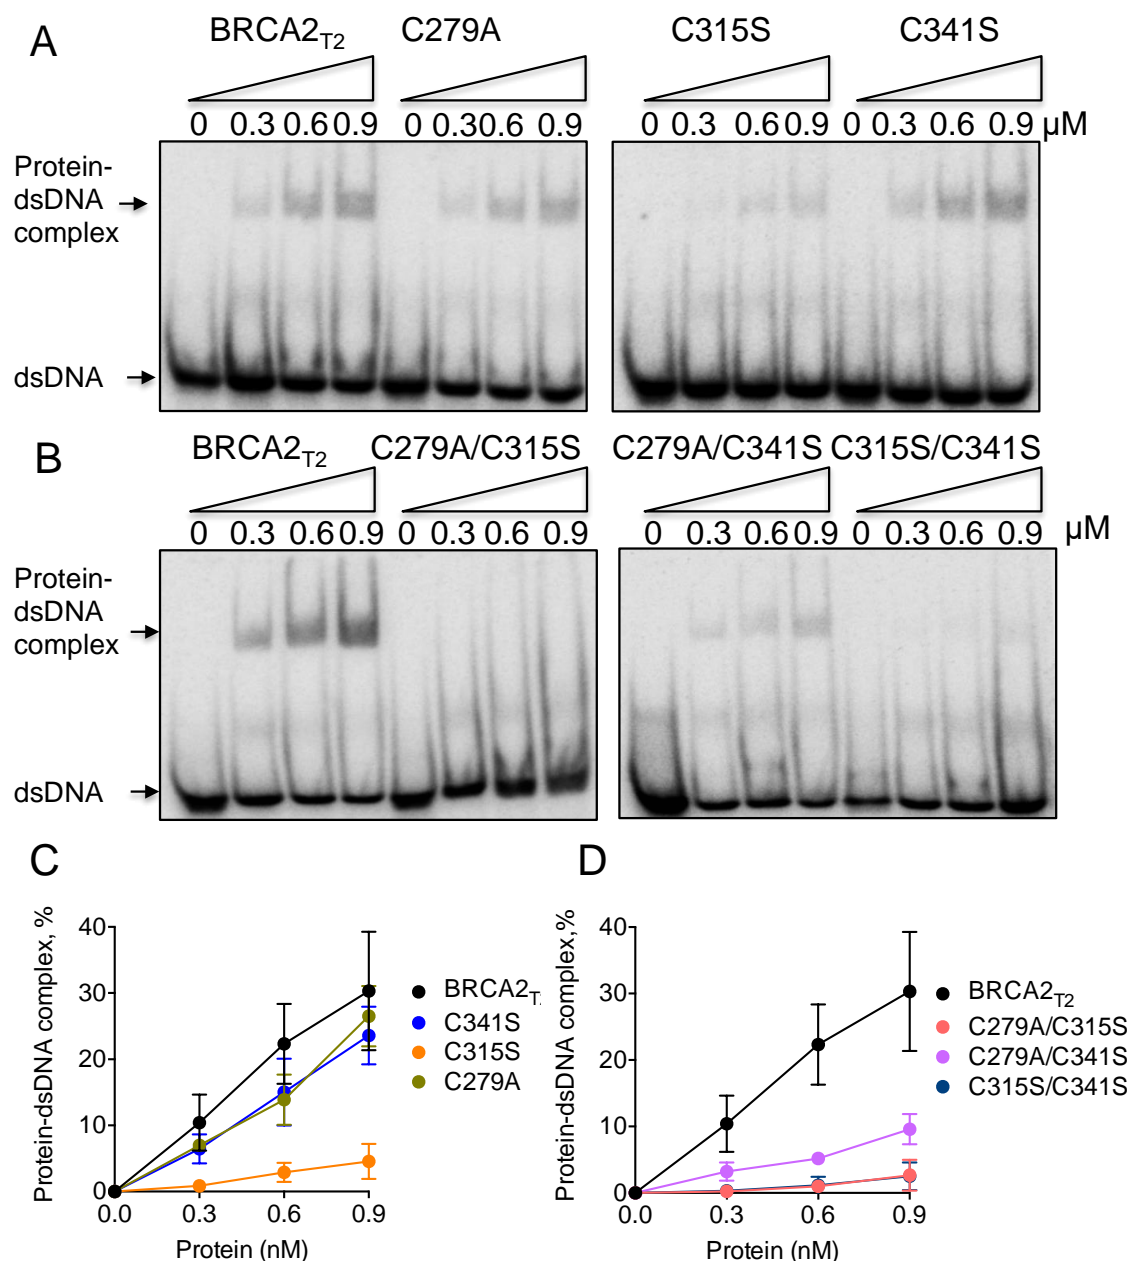 A
BRCA2T2 C279A C315S C341S
0 0.3 0.6 0.9 0 0.30.6 0.9 0 0.3 0.6 0.9 0 0.3 0.6 0.9 µM
Protein-
dsDNA
complex
dsDNA
B
BRCA2T2 C279A/C315S C279A/C341S C315S/C341S
0 0.3 0.6 0.9 0 0.3 0.6 0.9 0 0.3 0.6 0.9 0 0.3 0.6 0.9 µM
Protein-
dsDNA
complex
dsDNA
C
Protein-dsDNA complex, %
40
30
20
10
0
0.0 0.3 0.6 0.9
Protein (nM)
BRCA2T
C341S
C315S
C279A
D
Protein-dsDNA complex,%
40
30
20
10
0
0.0 0.3 0.6 0.9
Protein (nM)
BRCA2T2
C279A/C315S
C279A/C341S
C315S/C341S